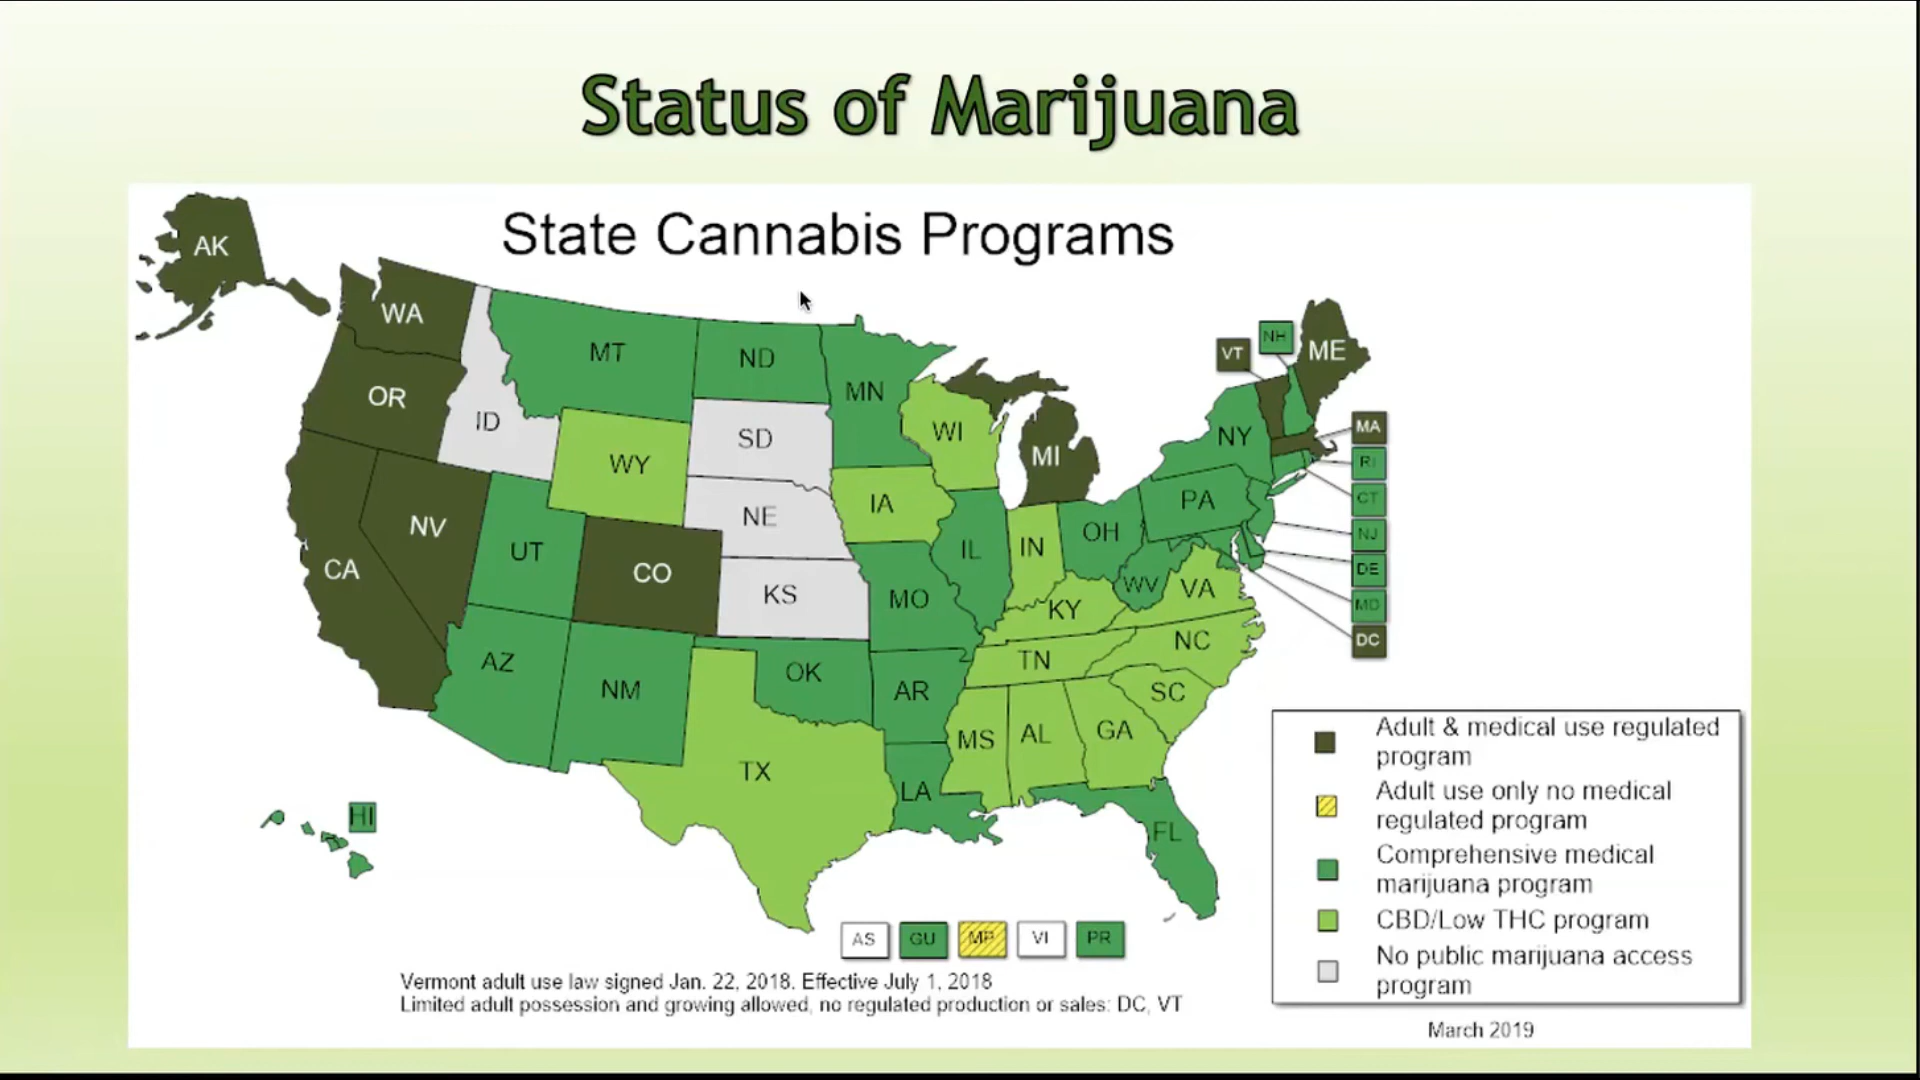 Status of Marijuana
State Cannabis Programs
AK
WA
OR
ID
MT
ND
MN
SD
WY
NE
IA
WI
MI
VT
NH
ME
NY
MA
RI
CT
NJ
DE
MD
DC
PA
OH
IN
IL
WV
VA
KY
NC
TN
SC
CA
NV
UT
CO
KS
MO
AZ
NM
OK
AR
TX
LA
MS
AL
GA
FL
HI
AS
GU
MP
VI
PR
Adult & medical use regulated
program
Adult use only no medical
regulated program
Comprehensive medical
marijuana program
CBD/Low THC program
No public marijuana access
program
Vermont adult use law signed Jan. 22, 2018. Effective July 1, 2018
Limited adult possession and growing allowed, no regulated production or sales: DC, VT
March 2019